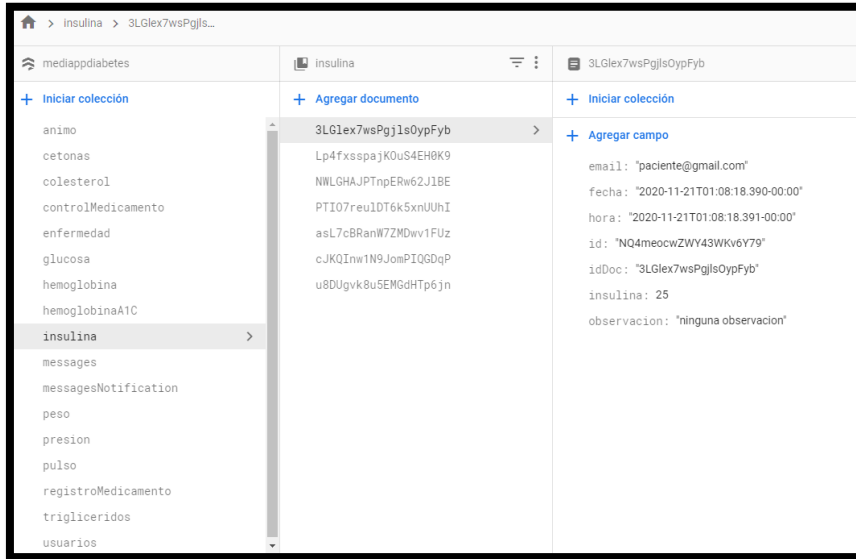 > insulina > 3LGlex7wsPgjls...
mediappdiabetes
Iniciar colección
animo
cetonas
colesterol
controlMedicamento
enfermedad
glucosa
hemoglobina
hemoglobinaA1C
insulina
messages
messagesNotification
peso
presion
pulso
registroMedicamento
trigliceridos
usuarios
insulina
Agregar documento
3LGlex7wsPgjlsOypFyb
Lp4fxsspajKOuS4EH0K9
NWLGHAJPTnpERw62JlBE
PTIO7reulDT6k5xnUUhI
asL7cBRanW7ZMDwv1FUz
cJKQInw1N9JomPIQGDqP
u8DUgvk8u5EMGdHTp6jn
3LGlex7wsPgjlsOypFyb
Iniciar colección
Agregar campo
email: "paciente@gmail.com"
fecha: "2020-11-21T01:08:18.390-00:00"
hora: "2020-11-21T01:08:18.391-00:00"
id: "NQ4meocwZWY43WKv6Y79"
idDoc: "3LGlex7wsPgjlsOypFyb"
insulina: 25
observacion: "ninguna observacion"